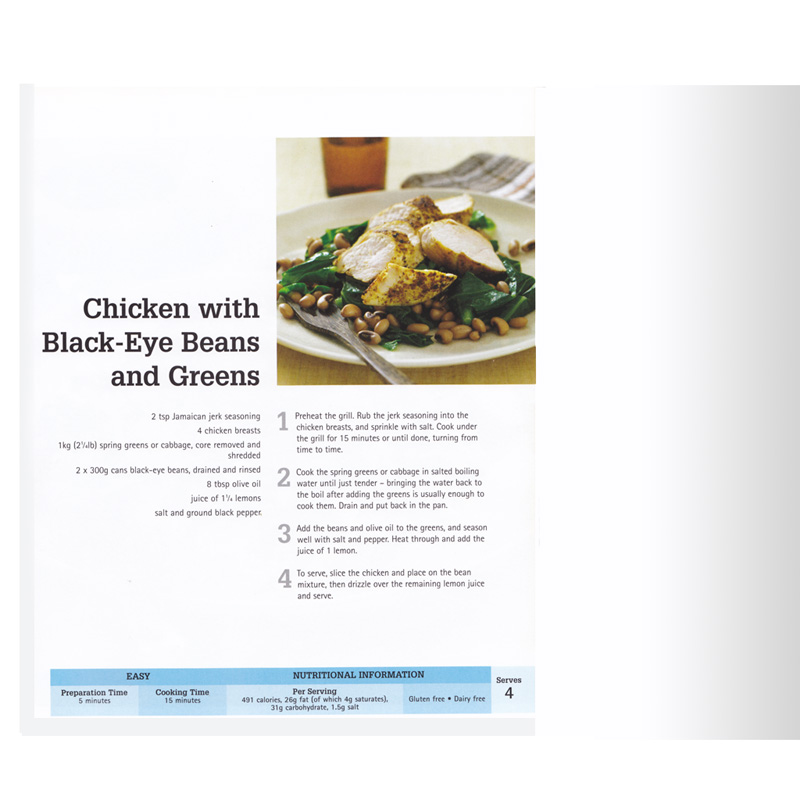 Chicken with
Black-Eye Beans
and Greens
2 tsp Jamaican jerk seasoning
4 chicken breasts
1kg (2¼lb) spring greens or cabbage, core removed and
shredded
2 x 300g cans black-eye beans, drained and rinsed
8 tbsp olive oil
juice of 1¼ lemons
salt and ground black pepper.
1 Preheat the grill. Rub the jerk seasoning into the
chicken breasts, and sprinkle with salt. Cook under
the grill for 15 minutes or until done, turning from
time to time.
2 Cook the spring greens or cabbage in salted boiling
water until just tender – bringing the water back to
the boil after adding the greens is usually enough to
cook them. Drain and put back in the pan.
3 Add the beans and olive oil to the greens, and season
well with salt and pepper. Heat through and add the
juice of 1 lemon.
4 To serve, slice the chicken and place on the bean
mixture, then drizzle over the remaining lemon juice
and serve.
EASY
Preparation Time
5 minutes
Cooking Time
15 minutes
NUTRITIONAL INFORMATION
Per Serving
491 calories, 26g fat (of which 4g saturates),
31g carbohydrate, 1.5g salt
Gluten free • Dairy free
Serves
4